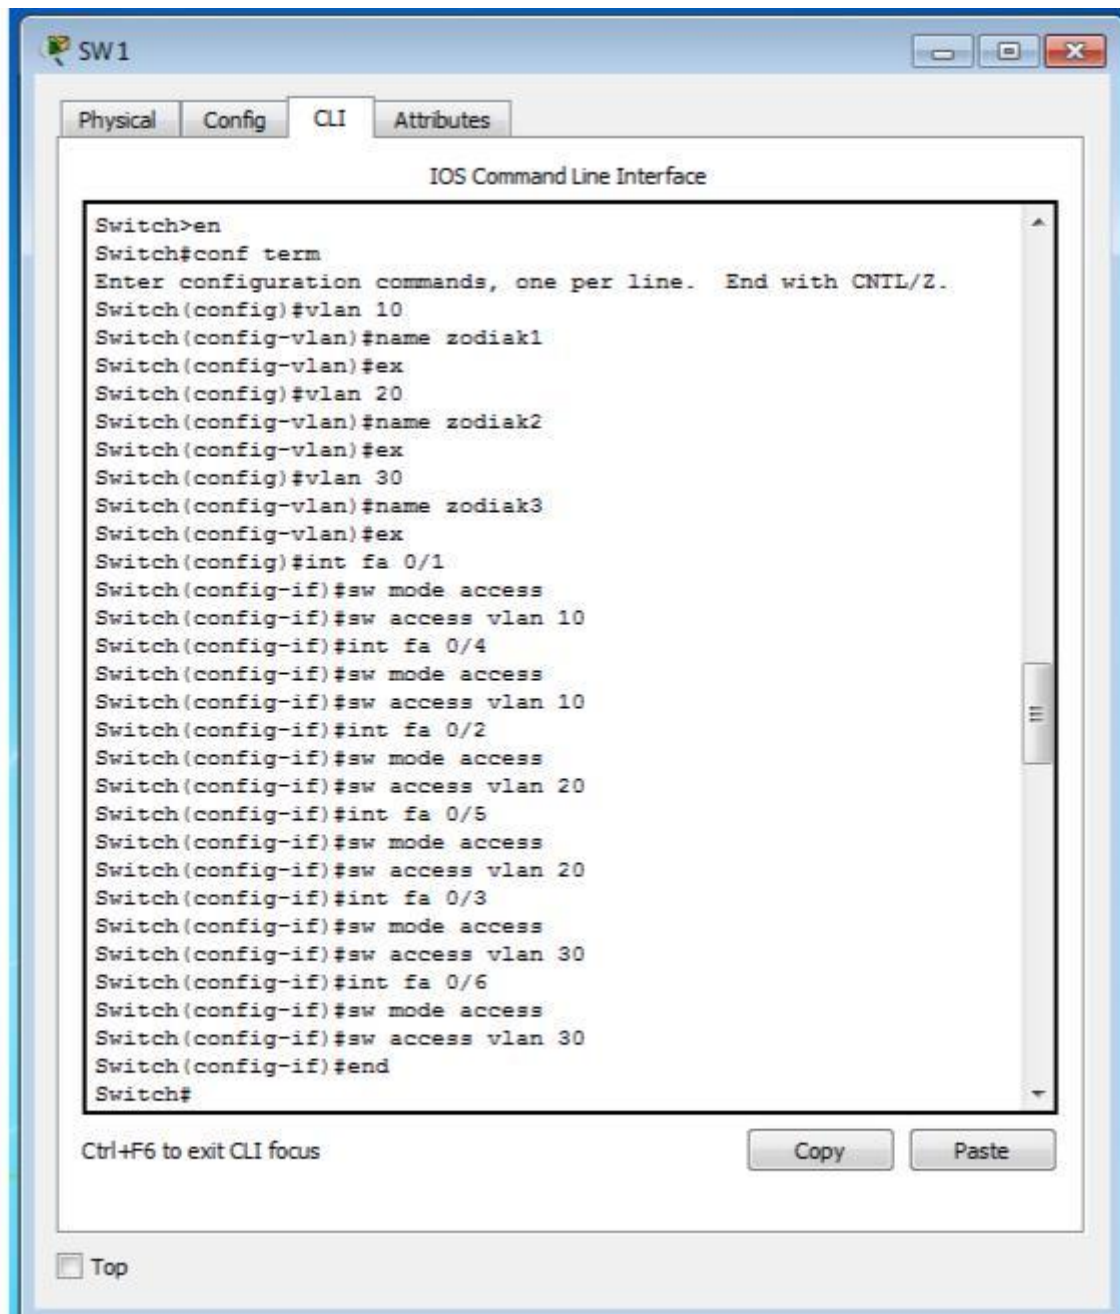 SW1
Physical Config CLI Attributes
IOS Command Line Interface
Switch>en
Switch#conf term
Enter configuration commands, one per line.  End with CNTL/Z.
Switch(config)#vlan 10
Switch(config-vlan)#name zodiak1
Switch(config-vlan)#ex
Switch(config)#vlan 20
Switch(config-vlan)#name zodiak2
Switch(config-vlan)#ex
Switch(config)#vlan 30
Switch(config-vlan)#name zodiak3
Switch(config-vlan)#ex
Switch(config)#int fa 0/1
Switch(config-if)#sw mode access
Switch(config-if)#sw access vlan 10
Switch(config-if)#int fa 0/4
Switch(config-if)#sw mode access
Switch(config-if)#sw access vlan 10
Switch(config-if)#int fa 0/2
Switch(config-if)#sw mode access
Switch(config-if)#sw access vlan 20
Switch(config-if)#int fa 0/5
Switch(config-if)#sw mode access
Switch(config-if)#sw access vlan 20
Switch(config-if)#int fa 0/3
Switch(config-if)#sw mode access
Switch(config-if)#sw access vlan 30
Switch(config-if)#int fa 0/6
Switch(config-if)#sw mode access
Switch(config-if)#sw access vlan 30
Switch(config-if)#end
Switch#
Ctrl+F6 to exit CLI focus
Copy Paste
Top